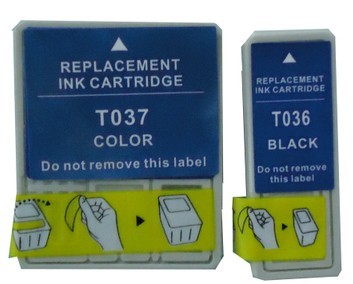 REPLACEMENT
INK CARTRIDGE
T037
COLOR
Do not remove this label
REPLACEMENT
INK CARTRIDGE
T036
BLACK
Do not remove
this label